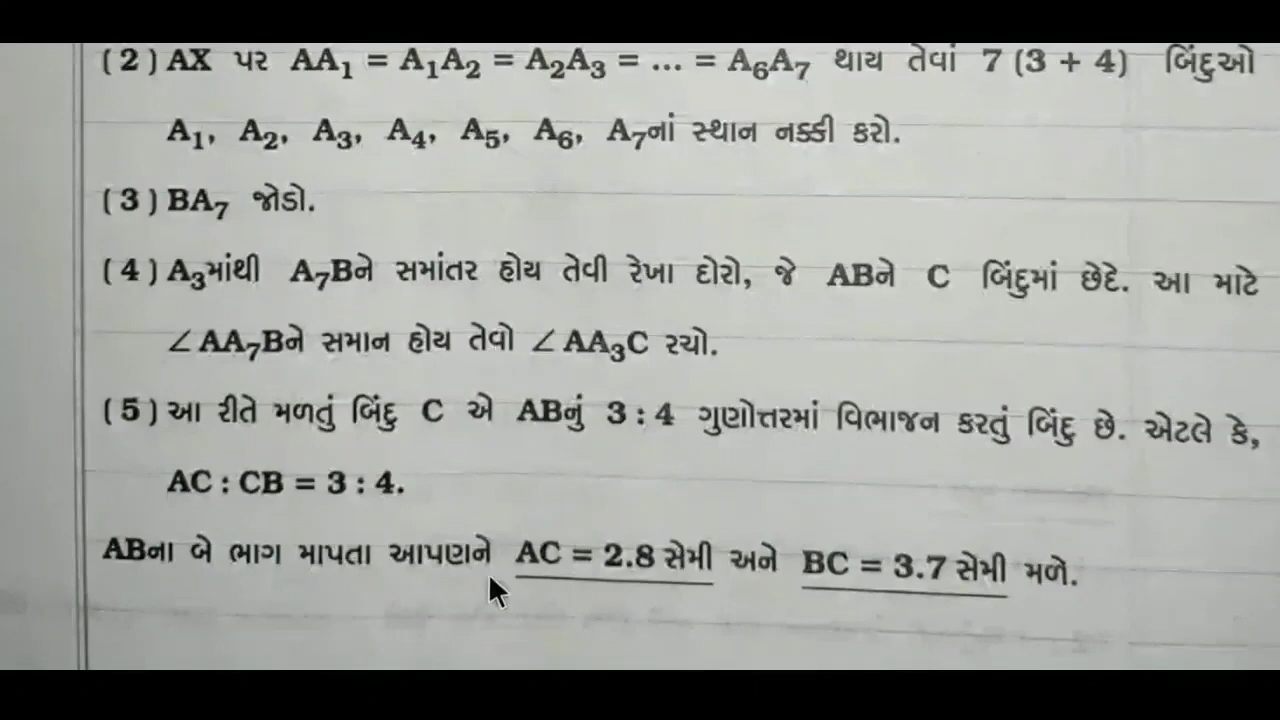 (2) AX પર AA₁ = A₁A₂ = A₂A₃ = ... = A₆A₇ થાય તેવાં 7 (3 + 4) બિંદુઓ
A₁, A₂, A₃, A₄, A₅, A₆, A₇નાં સ્થાન નક્કી કરો.
(3) BA₇ જોડો.
(4) A₃માંથી A₇Bને સમાંતર હોય તેવી રેખા દોરો, જે ABને C બિંદુમાં છેદે. આ માટે
∠AA₇Bને સમાન હોય તેવો ∠AA₃C રચો.
(5) આ રીતે મળતું બિંદુ C એ ABનું 3 : 4 ગુણોત્તરમાં વિભાજન કરતું બિંદુ છે. એટલે કે,
AC : CB = 3 : 4.
ABના બે ભાગ માપતા આપણને AC = 2.8 સેમી અને BC = 3.7 સેમી મળે.